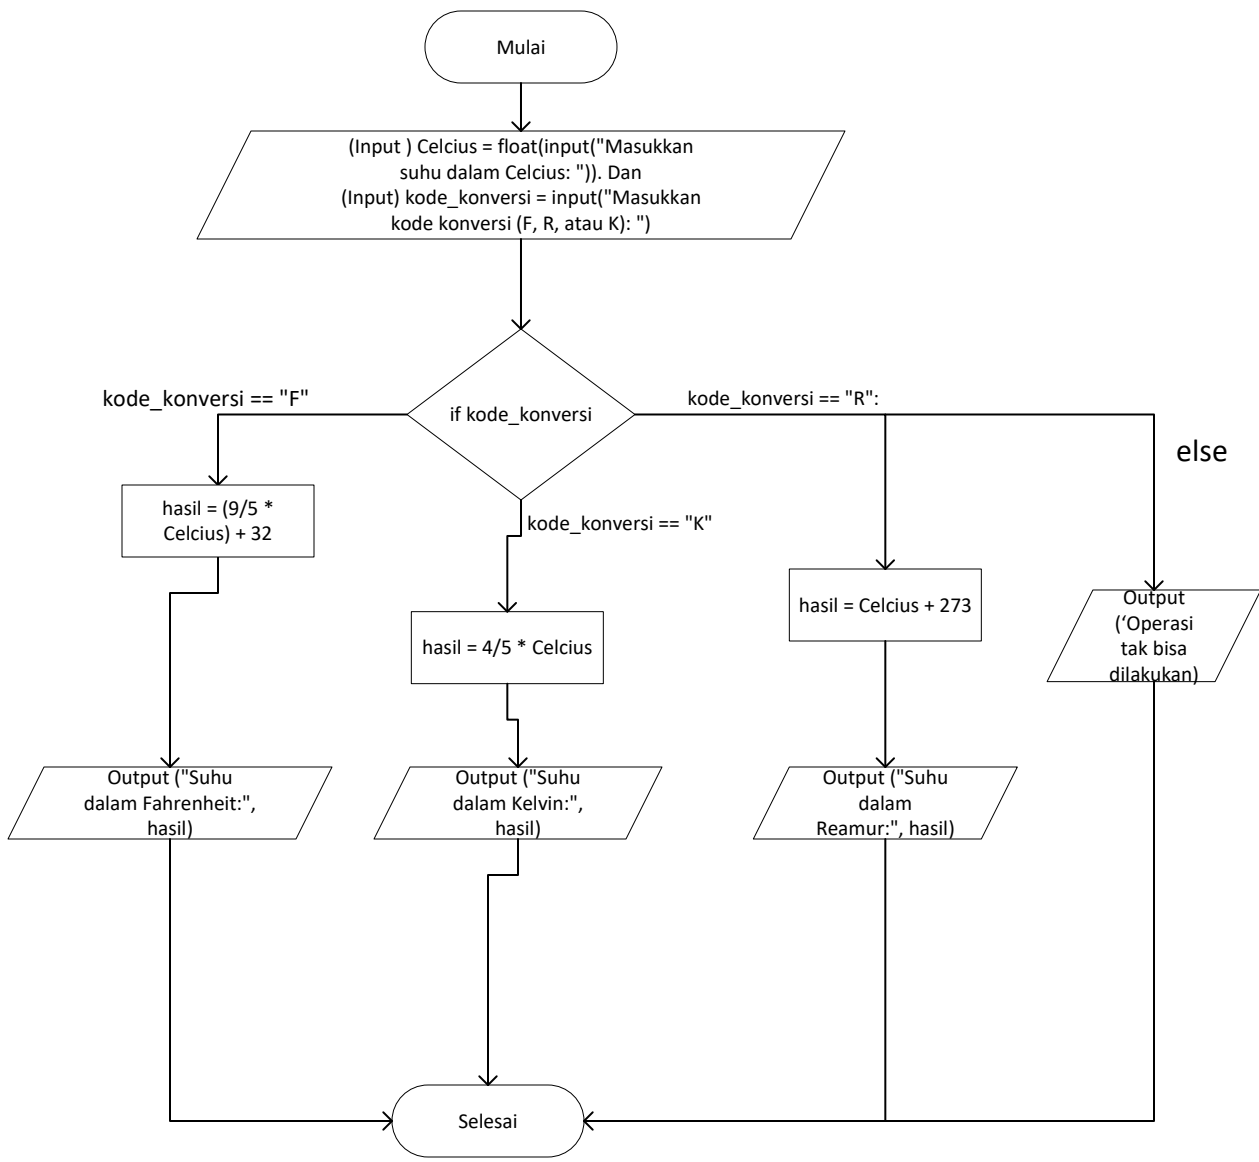 Mulai
(Input ) Celcius = float(input("Masukkan
suhu dalam Celcius: ")). Dan
(Input) kode_konversi = input("Masukkan
kode konversi (F, R, atau K): ")
kode_konversi == "F"
if kode_konversi
kode_konversi == "R":
else
hasil = (9/5 *
Celcius) + 32
kode_konversi == "K"
hasil = 4/5 * Celcius
hasil = Celcius + 273
Output
(‘Operasi
tak bisa
dilakukan)
Output ("Suhu
dalam Fahrenheit:",
hasil)
Output ("Suhu
dalam Kelvin:",
hasil)
Output ("Suhu
dalam
Reamur:", hasil)
Selesai